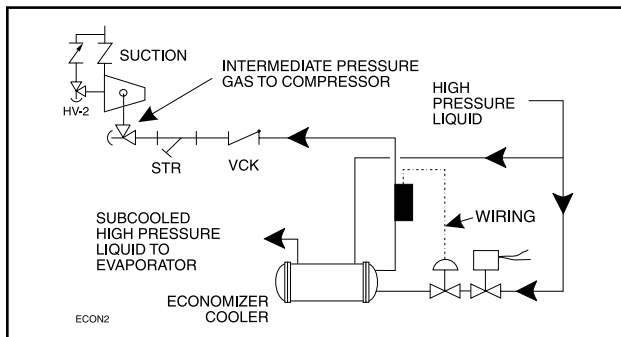 SUCTION
INTERMEDIATE PRESSURE
GAS TO COMPRESSOR
HV-2
HIGH
PRESSURE
LIQUID
STR
VCK
SUBCOOLED
HIGH PRESSURE
LIQUID TO
EVAPORATOR
WIRING
ECONOMIZER
COOLER
ECON2